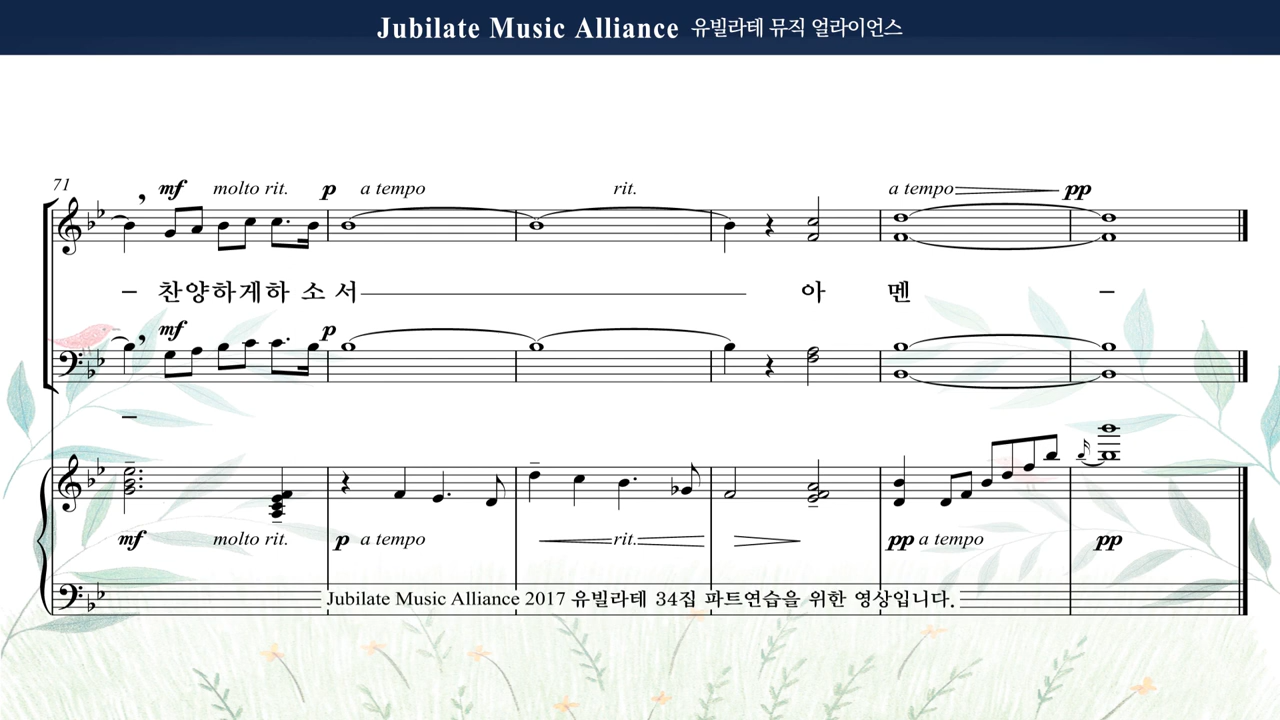 Jubilate Music Alliance 유빌라테 뮤직 얼라이언스
71 mf molto rit. p a tempo rit. a tempo pp
– 찬양하게하 소 서 아 멘 –
mf p
–
mf molto rit. p a tempo rit. pp a tempo pp
Jubilate Music Alliance 2017 유빌라테 34집 파트연습을 위한 영상입니다.